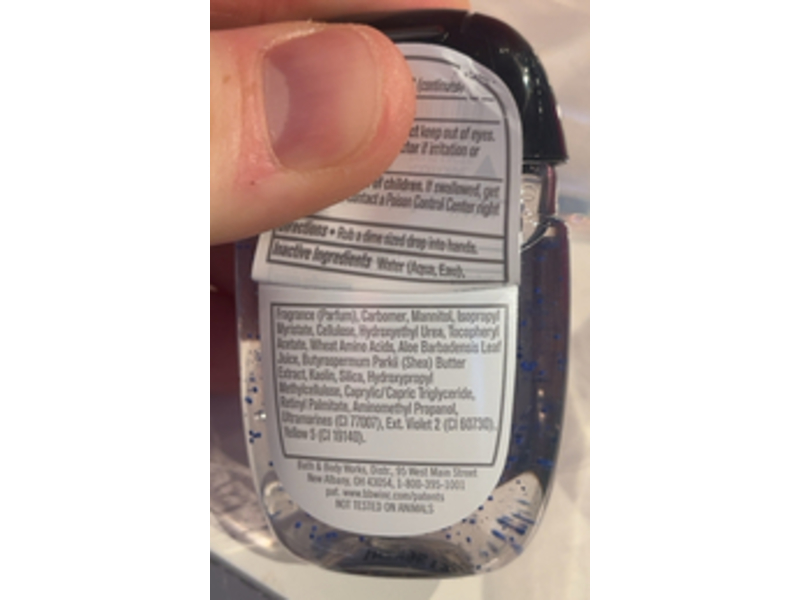 (continued)
keep out of eyes.
if irritation or
of children. If swallowed, get
contact a Poison Control Center right
Directions • Rub a dime sized drop into hands.
Inactive Ingredients Water (Aqua, Eau),
Fragrance (Parfum), Carbomer, Mannitol, Isopropyl
Myristate, Cellulose, Hydroxyethyl Urea, Tocopheryl
Acetate, Wheat Amino Acids, Aloe Barbadensis Leaf
Juice, Butyrospermum Parkii (Shea) Butter
Extract, Kaolin, Silica, Hydroxypropyl
Methylcellulose, Caprylic/Capric Triglyceride,
Retinyl Palmitate, Aminomethyl Propanol,
Ultramarines (CI 77007), Ext. Violet 2 (CI 60730),
Yellow 5 (CI 19140).
Bath & Body Works, Distr., 95 West Main Street
New Albany, OH 43054, 1-800-395-1001
pat. www.bbwinc.com/patents
NOT TESTED ON ANIMALS